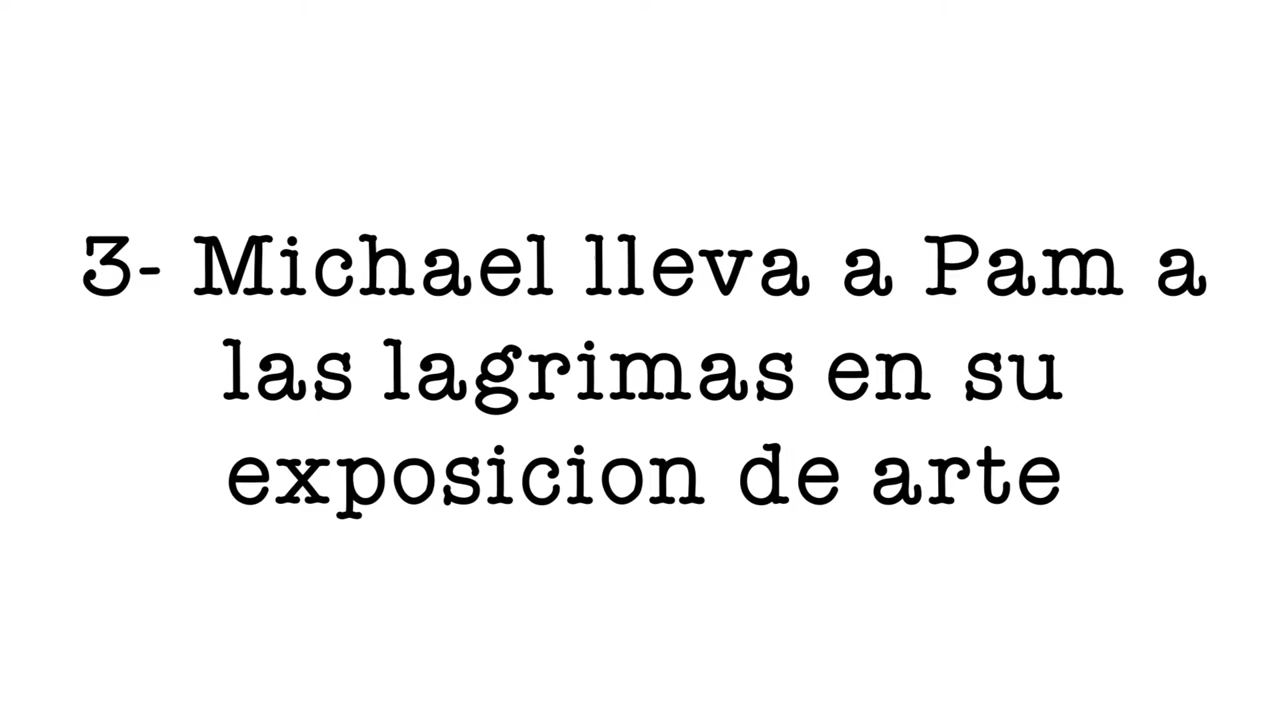 3- Michael lleva a Pam a
las lagrimas en su
exposicion de arte